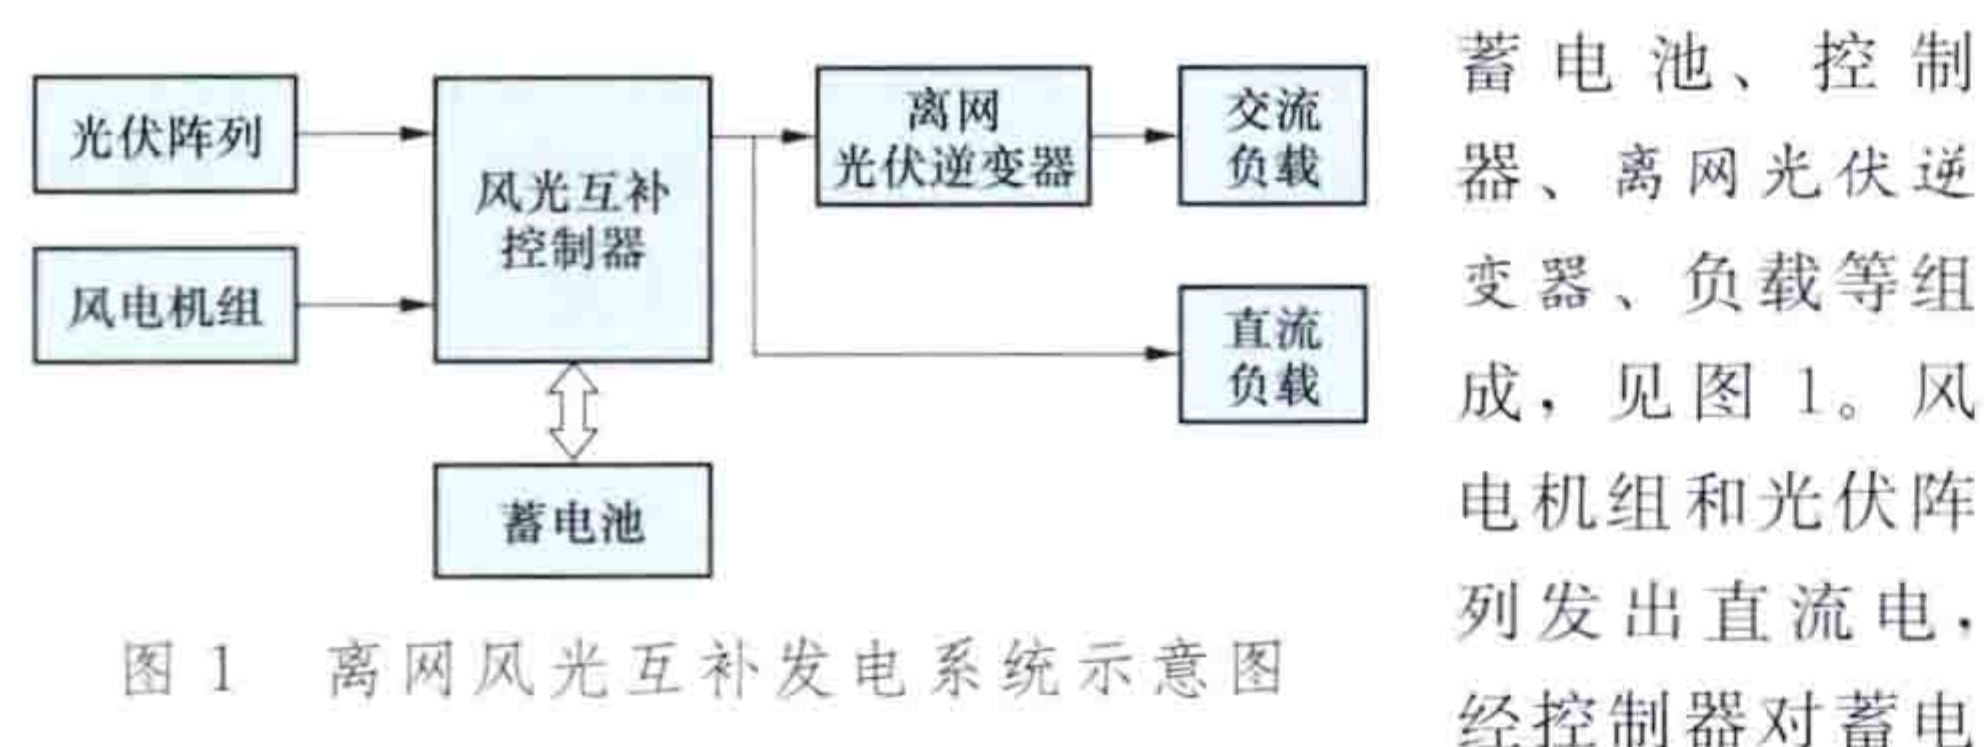 光伏阵列
风电机组
风光互补
控制器
蓄电池
离网
光伏逆变器
交流
负载
直流
负载
图 1 离网风光互补发电系统示意图
蓄电池、控制
器、离网光伏逆
变器、负载等组
成，见图 1。风
电机组和光伏阵
列发出直流电，
经控制器对蓄电